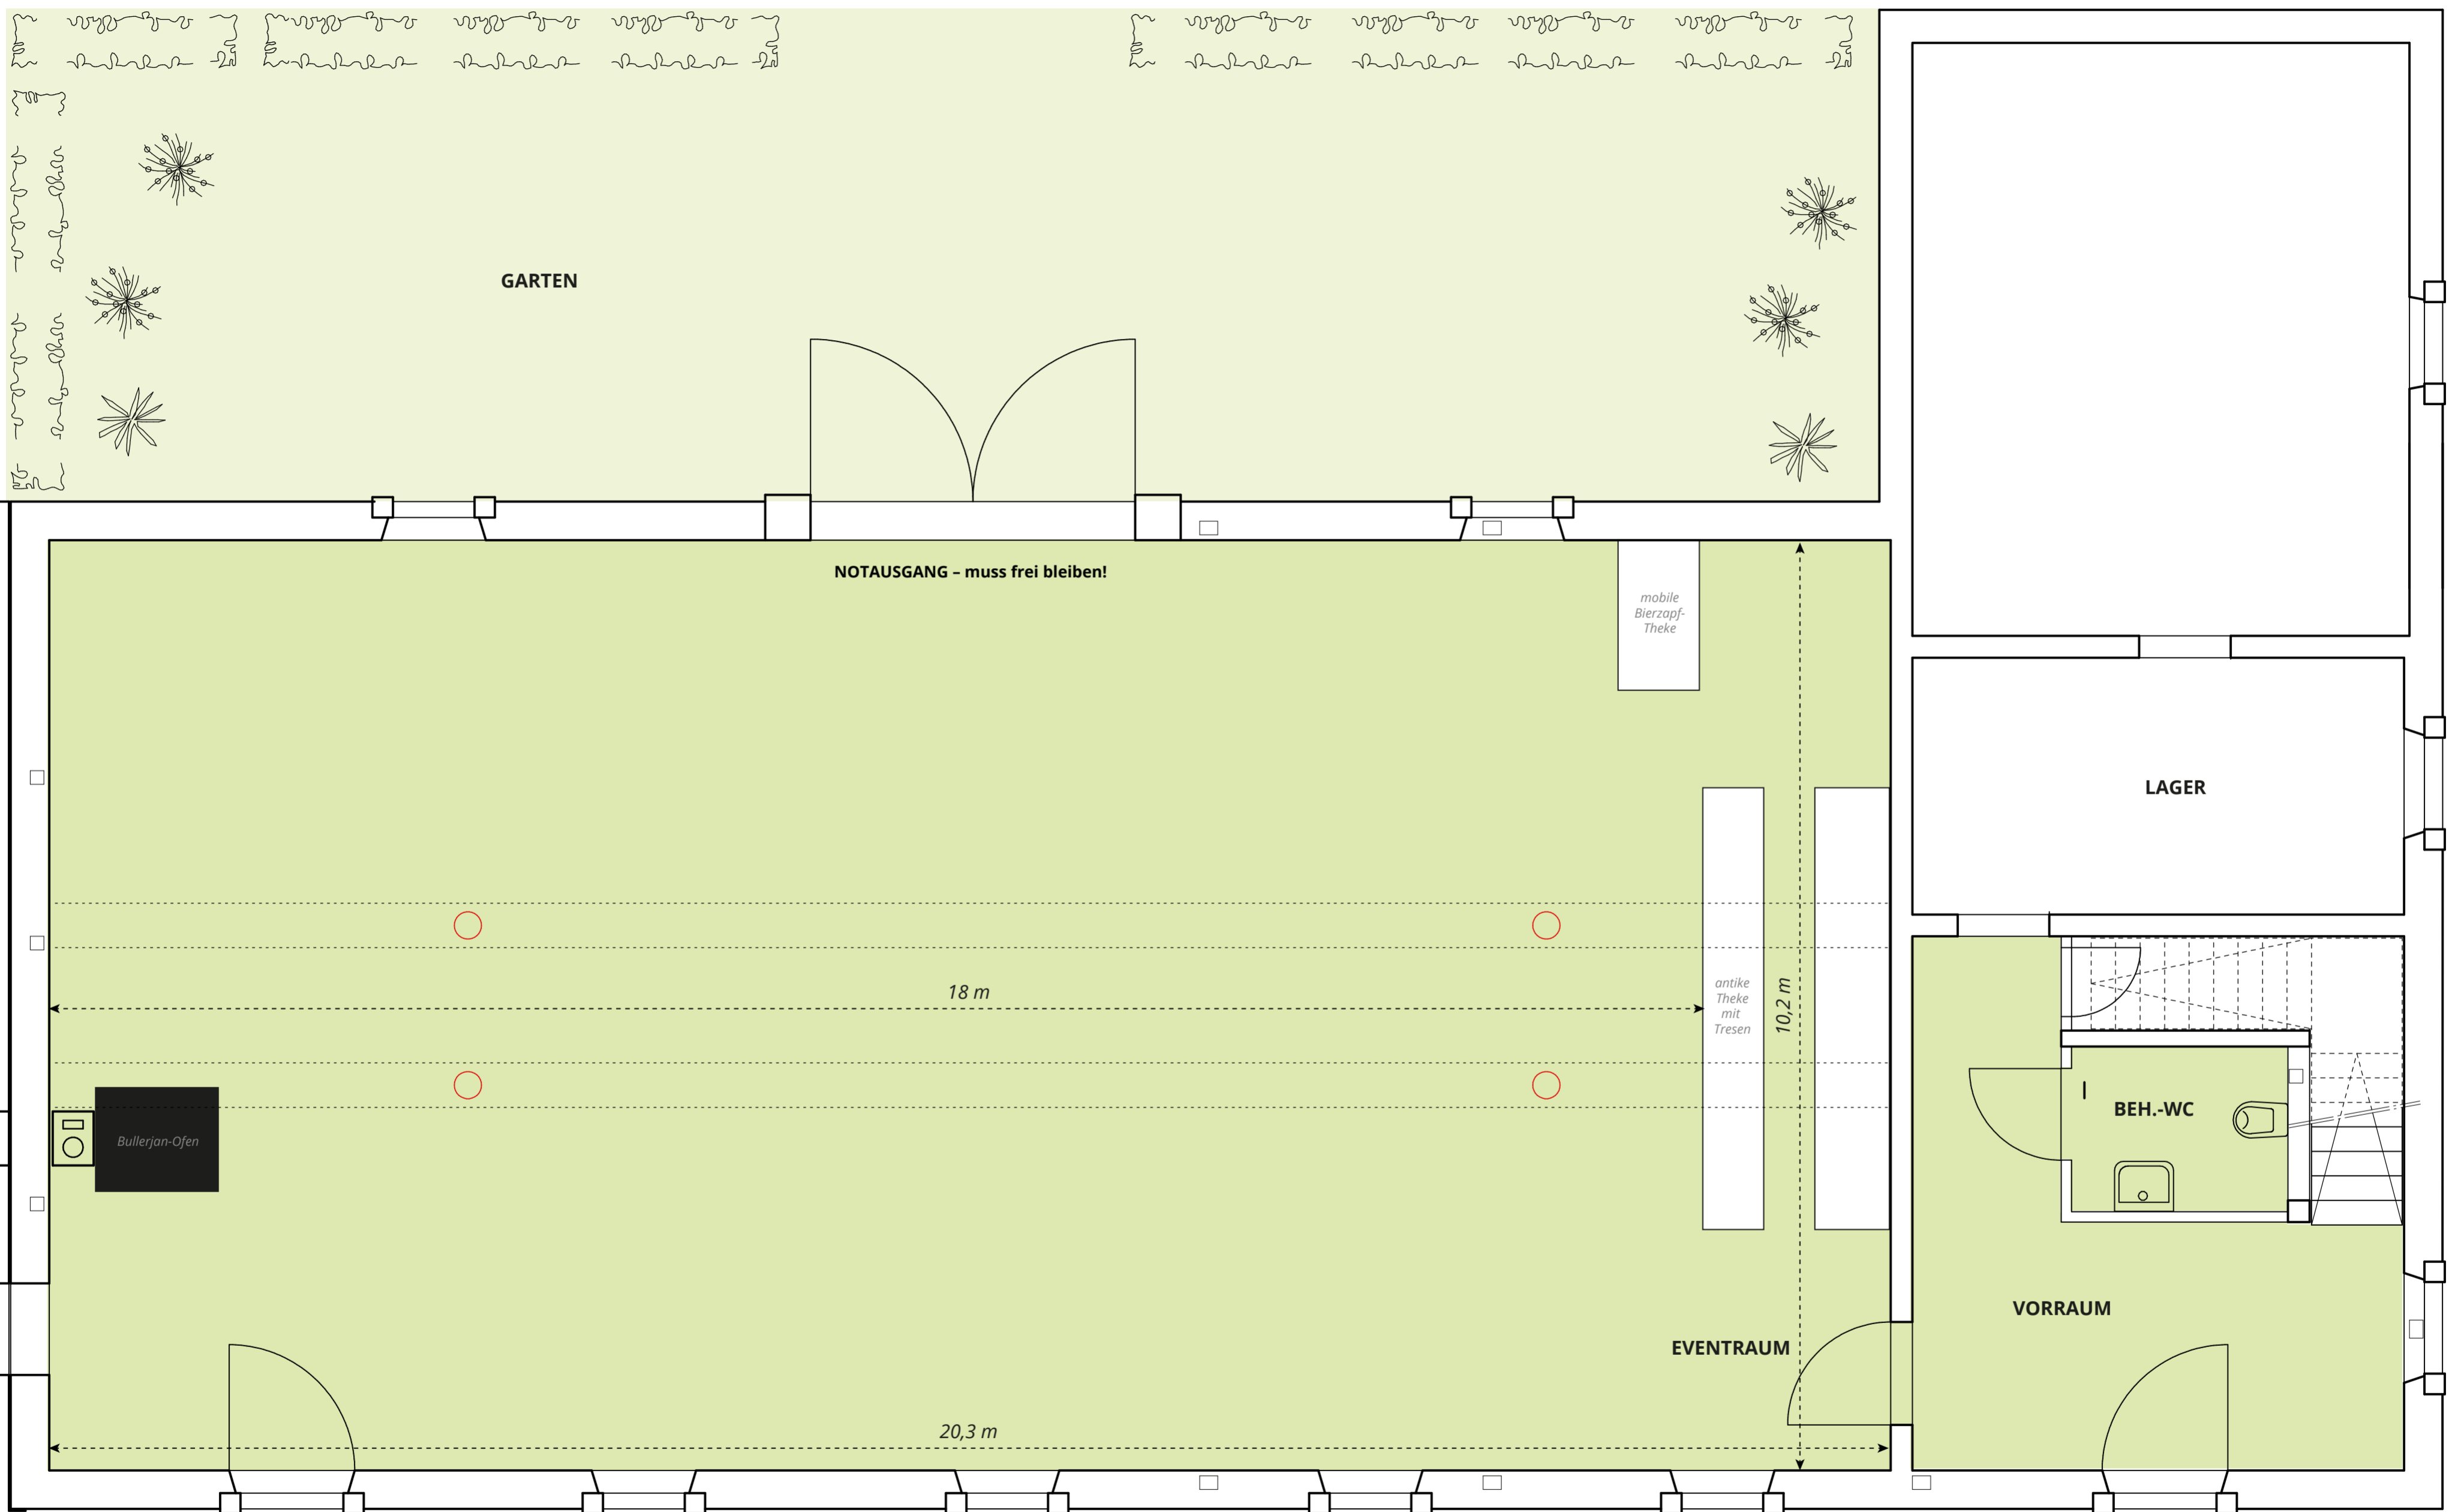 GARTEN
NOTAUSGANG – muss frei bleiben!
mobile
Bierzapf-
Theke
LAGER
18 m
antike
Theke
mit
Tresen
10,2 m
BEH.-WC
Bullerjan-Ofen
VORRAUM
EVENTRAUM
20,3 m